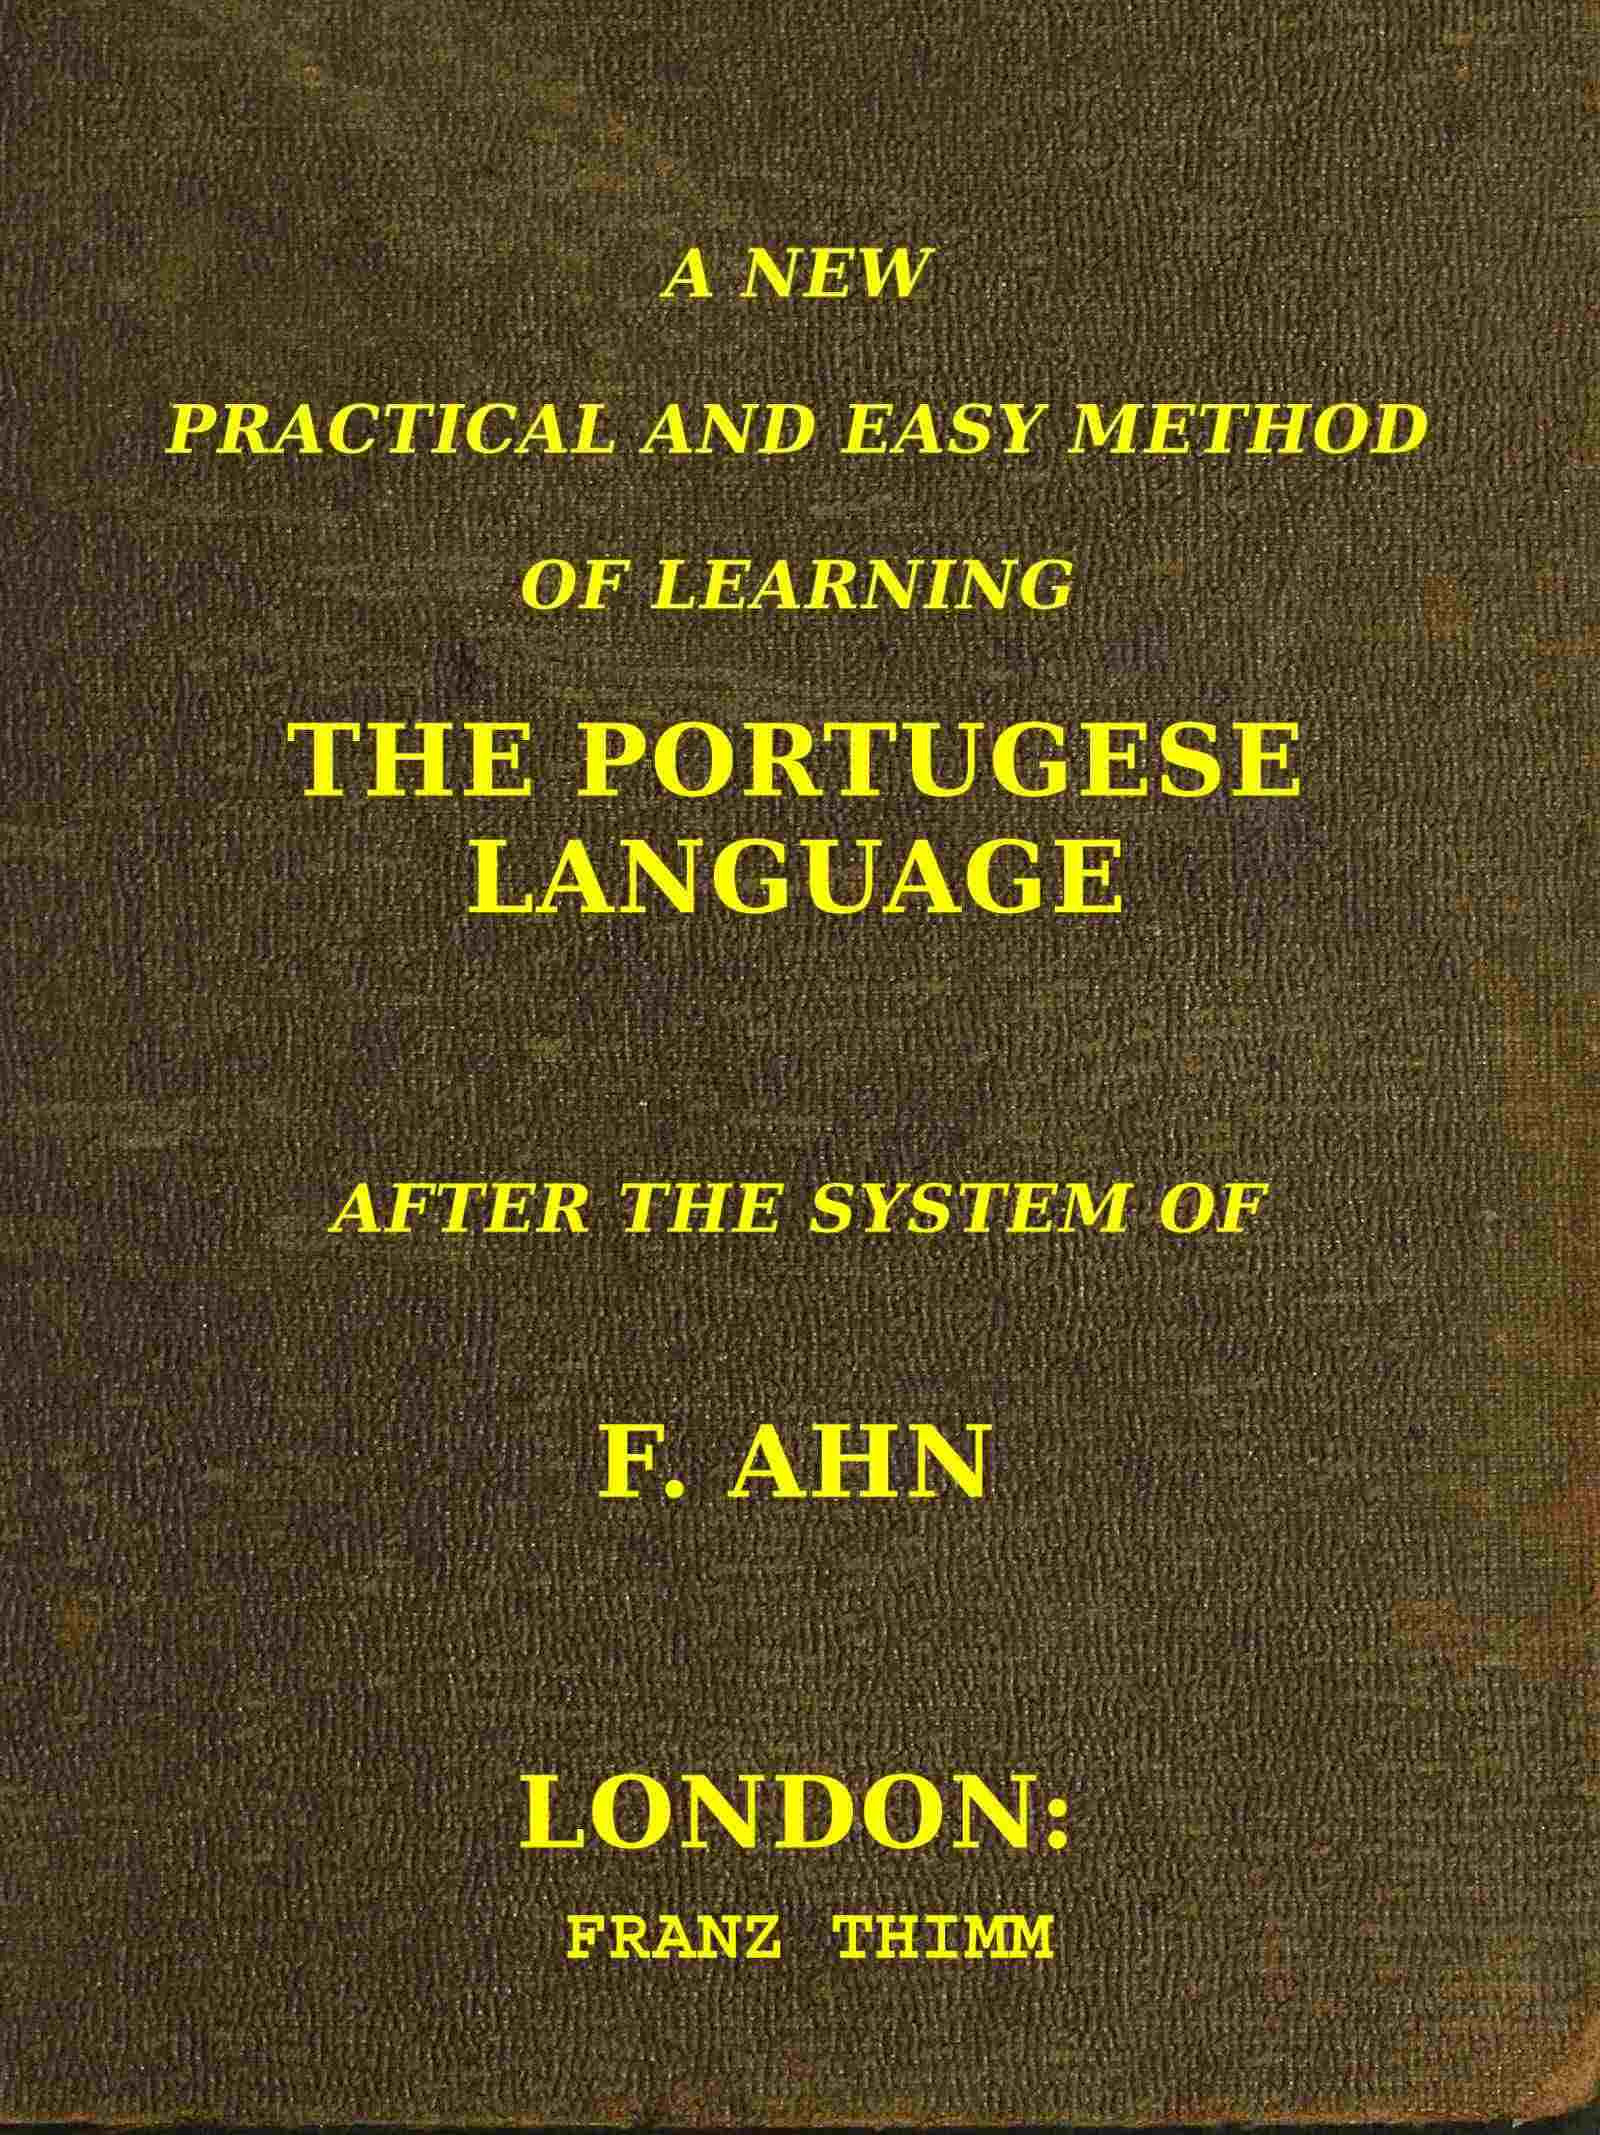 A NEW
PRACTICAL AND EASY METHOD
OF LEARNING
THE PORTUGESE
LANGUAGE
AFTER THE SYSTEM OF
F. AHN
LONDON:
FRANZ THIMM